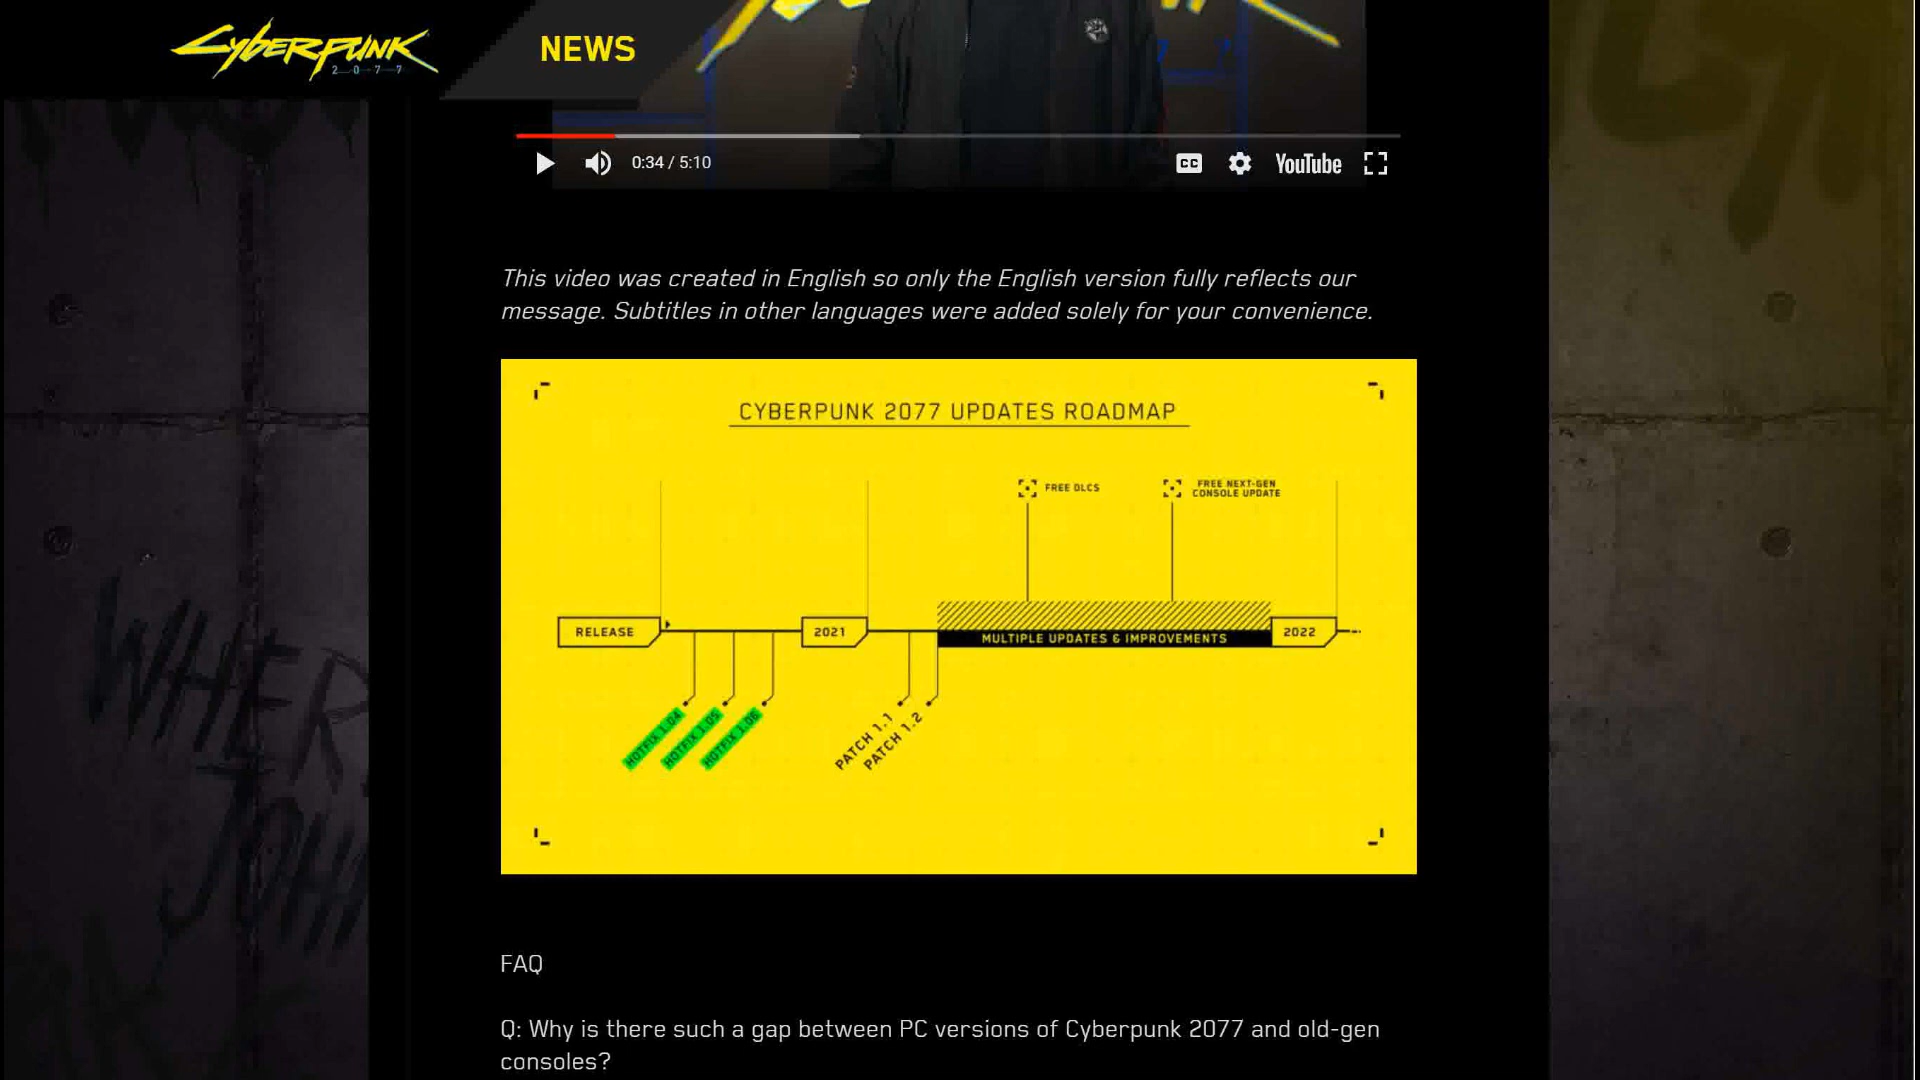 CYBERPUNK
2077
NEWS
0:34 / 5:10
CC
YouTube
This video was created in English so only the English version fully reflects our
message. Subtitles in other languages were added solely for your convenience.
CYBERPUNK 2077 UPDATES ROADMAP
FREE DLCS
FREE NEXT-GEN
CONSOLE UPDATE
RELEASE
2021
MULTIPLE UPDATES & IMPROVEMENTS
2022
HOTFIX 1.04
HOTFIX 1.05
HOTFIX 1.06
PATCH 1.1
PATCH 1.2
WHER
JOH
FAQ
Q: Why is there such a gap between PC versions of Cyberpunk 2077 and old-gen
consoles?